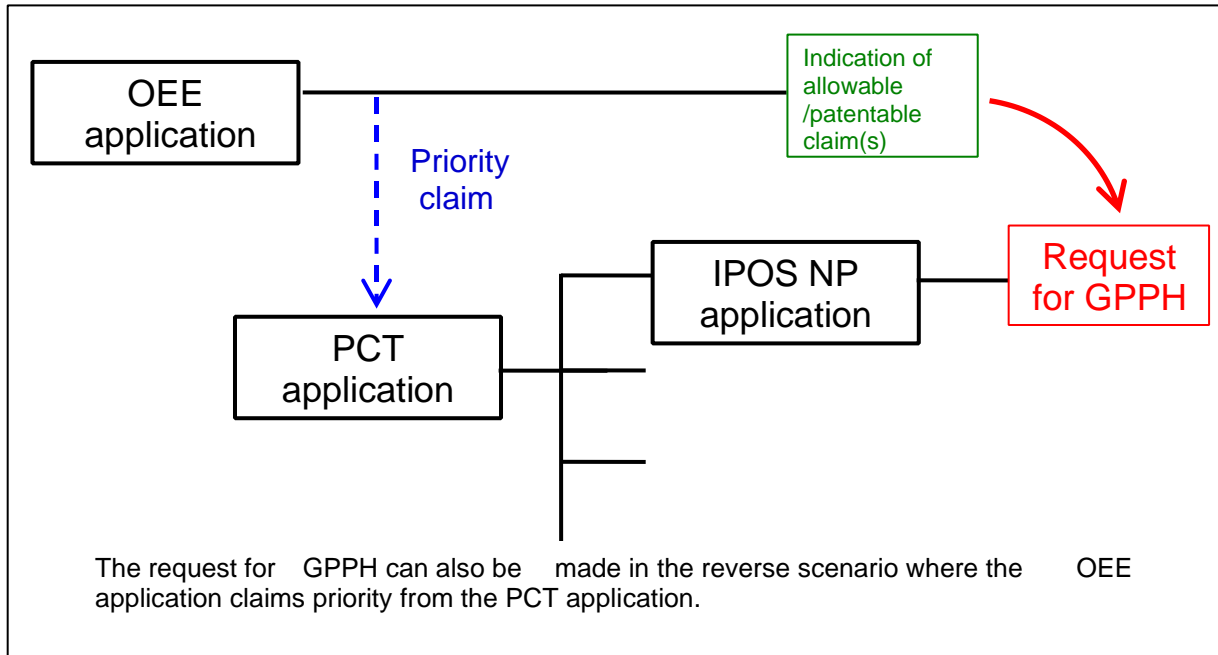 OEE
application
Indication of
allowable
/patentable
claim(s)
Priority
claim
IPOS NP
application
Request
for GPPH
PCT
application
The request for GPPH can also be made in the reverse scenario where the OEE
application claims priority from the PCT application.